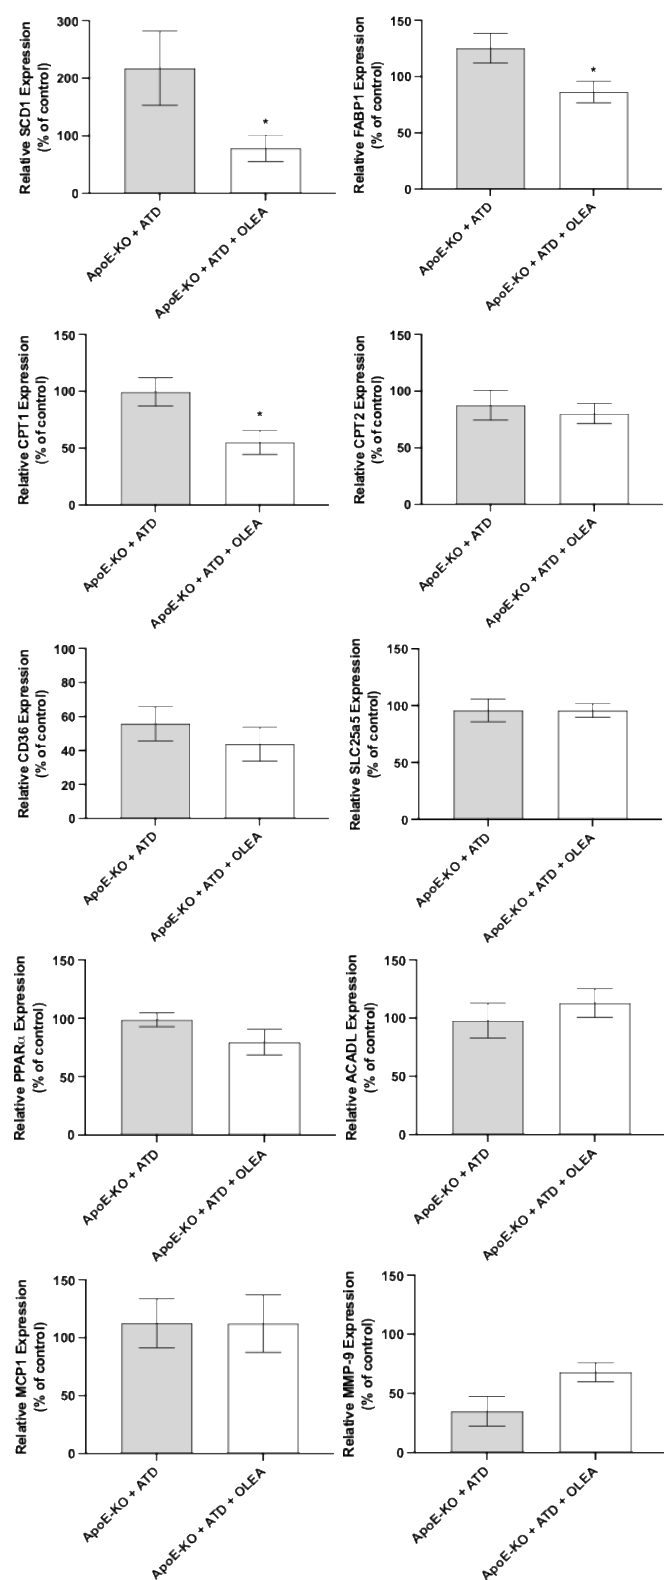 Relative SCD1 Expression
(% of control)
300
200
100
0
*
ApoE-KO + ATD
ApoE-KO + ATD + OLEA
Relative FABP1 Expression
(% of control)
150
100
50
0
*
ApoE-KO + ATD
ApoE-KO + ATD + OLEA
Relative CPT1 Expression
(% of control)
150
100
50
0
*
ApoE-KO + ATD
ApoE-KO + ATD + OLEA
Relative CPT2 Expression
(% of control)
150
100
50
0
ApoE-KO + ATD
ApoE-KO + ATD + OLEA
Relative CD36 Expression
(% of control)
100
80
60
40
20
0
ApoE-KO + ATD
ApoE-KO + ATD + OLEA
Relative SLC25a5 Expression
(% of control)
150
100
50
0
ApoE-KO + ATD
ApoE-KO + ATD + OLEA
Relative PPARα Expression
(% of control)
150
100
50
0
ApoE-KO + ATD
ApoE-KO + ATD + OLEA
Relative ACADL Expression
(% of control)
150
100
50
0
ApoE-KO + ATD
ApoE-KO + ATD + OLEA
Relative MCP1 Expression
(% of control)
150
100
50
0
ApoE-KO + ATD
ApoE-KO + ATD + OLEA
Relative MMP-9 Expression
(% of control)
150
100
50
0
ApoE-KO + ATD
ApoE-KO + ATD + OLEA